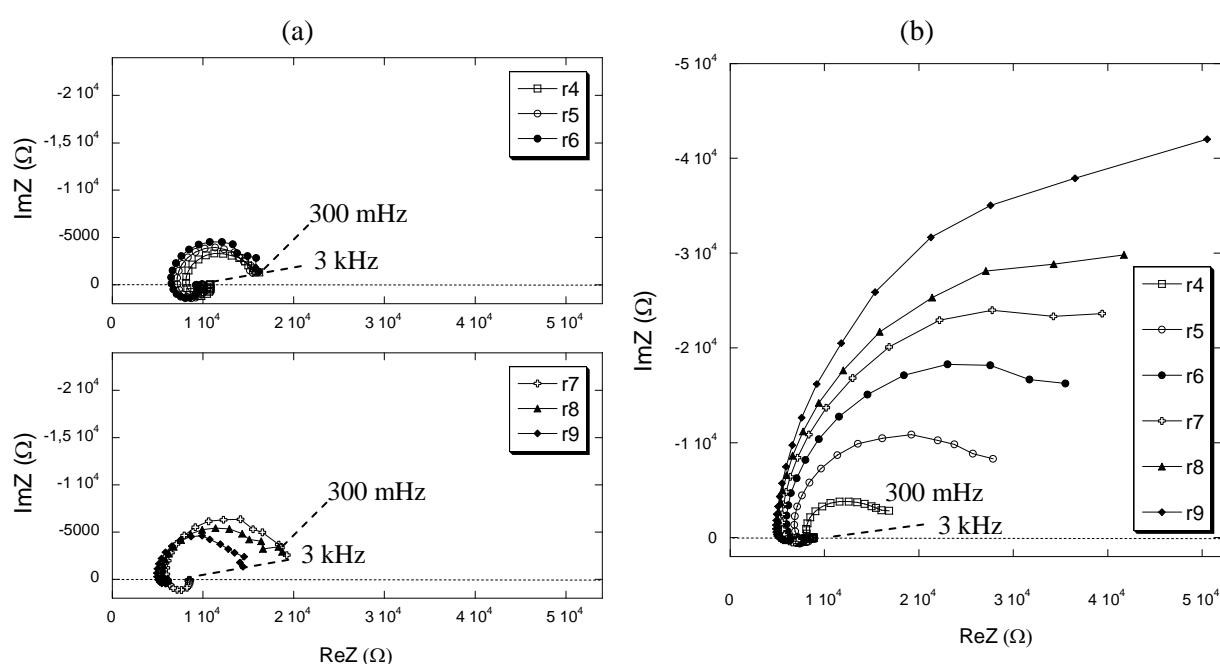 (a)
-2 10⁴
-1,5 10⁴
-1 10⁴
-5000
0
ImZ (Ω)
r4
r5
r6
300 mHz
3 kHz
0 1 10⁴ 2 10⁴ 3 10⁴ 4 10⁴ 5 10⁴
-2 10⁴
-1,5 10⁴
-1 10⁴
-5000
0
ImZ (Ω)
r7
r8
r9
300 mHz
3 kHz
0 1 10⁴ 2 10⁴ 3 10⁴ 4 10⁴ 5 10⁴
ReZ (Ω)
(b)
-5 10⁴
-4 10⁴
-3 10⁴
-2 10⁴
-1 10⁴
0
ImZ (Ω)
r4
r5
r6
r7
r8
r9
300 mHz
3 kHz
0 1 10⁴ 2 10⁴ 3 10⁴ 4 10⁴ 5 10⁴
ReZ (Ω)